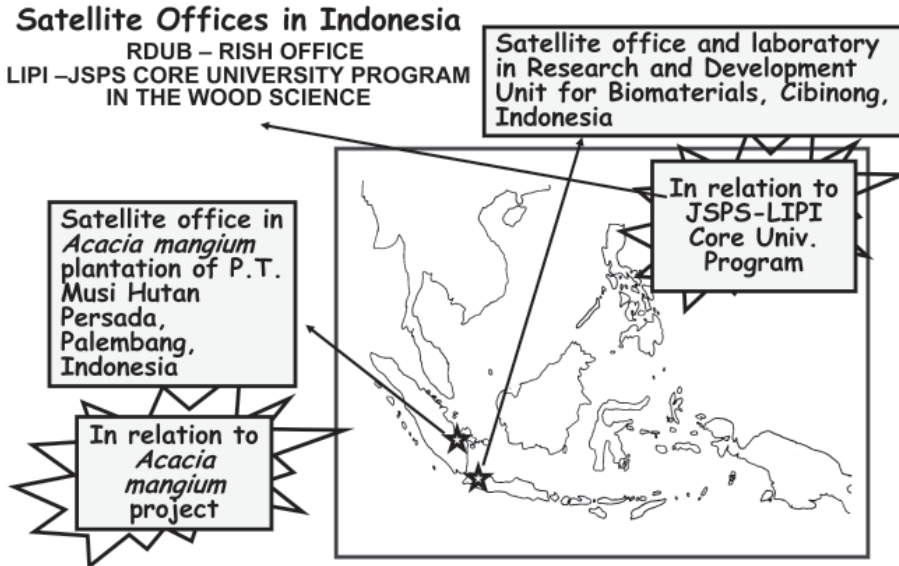 Satellite Offices in Indonesia
RDUB – RISH OFFICE
LIPI –JSPS CORE UNIVERSITY PROGRAM
IN THE WOOD SCIENCE
Satellite office and laboratory
in Research and Development
Unit for Biomaterials, Cibinong,
Indonesia
In relation to
JSPS-LIPI
Core Univ.
Program
Satellite office in
Acacia mangium
plantation of P.T.
Musi Hutan
Persada,
Palembang,
Indonesia
In relation to
Acacia
mangium
project